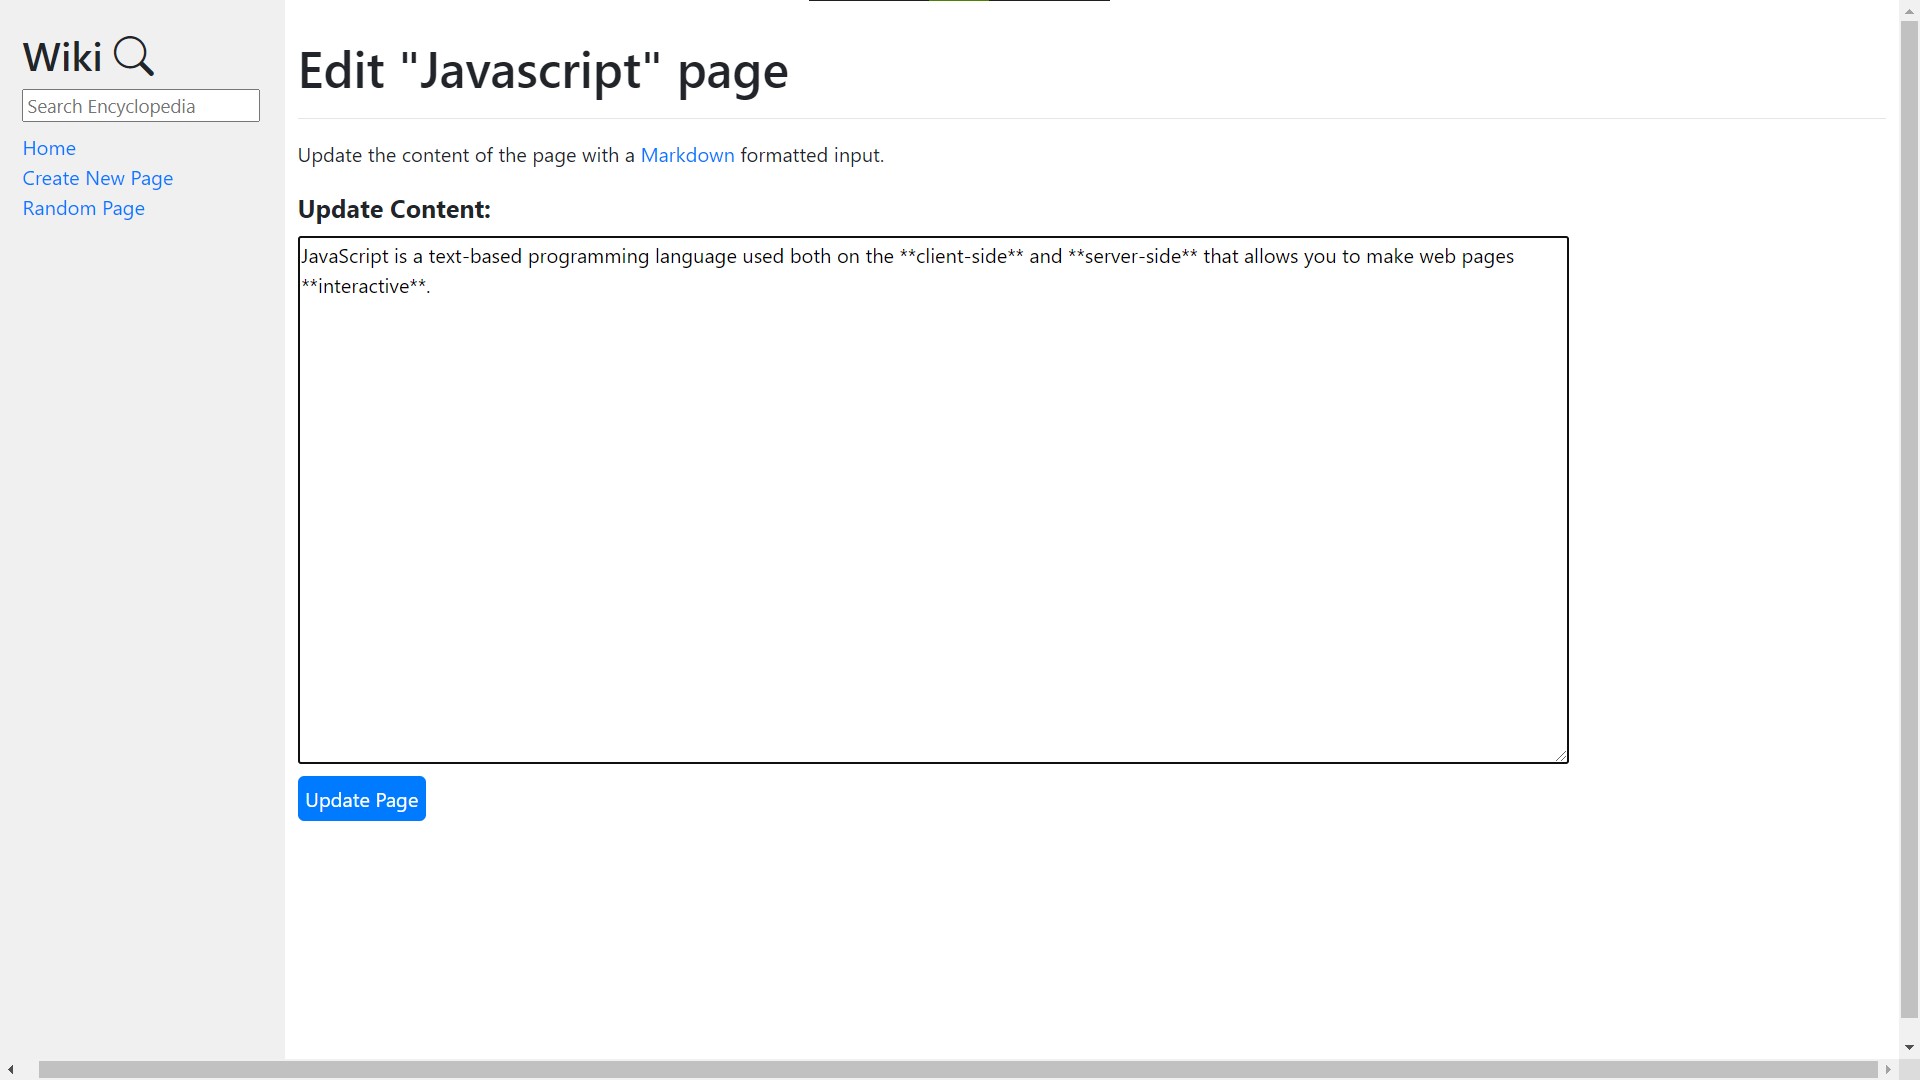 Wiki
Search Encyclopedia
Home
Create New Page
Random Page
Edit "Javascript" page
Update the content of the page with a Markdown formatted input.
Update Content:
JavaScript is a text-based programming language used both on the **client-side** and **server-side** that allows you to make web pages
**interactive**.
Update Page